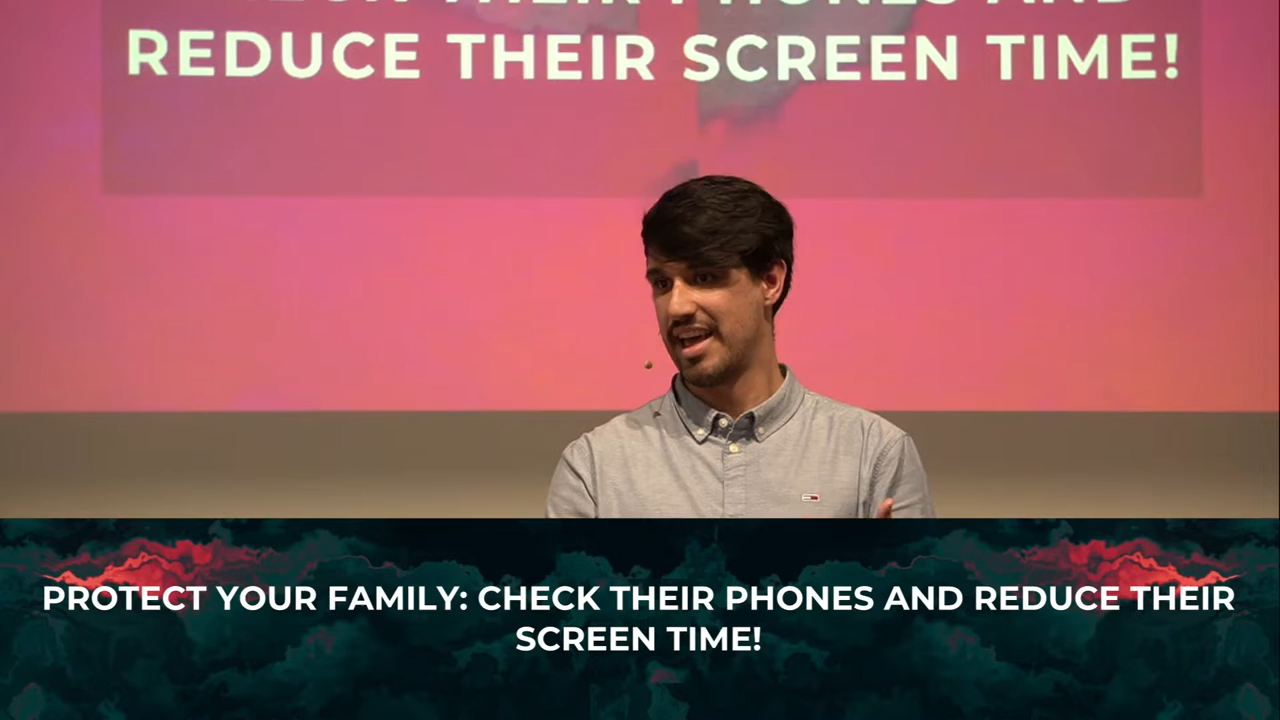 REDUCE THEIR SCREEN TIME!
PROTECT YOUR FAMILY: CHECK THEIR PHONES AND REDUCE THEIR
SCREEN TIME!